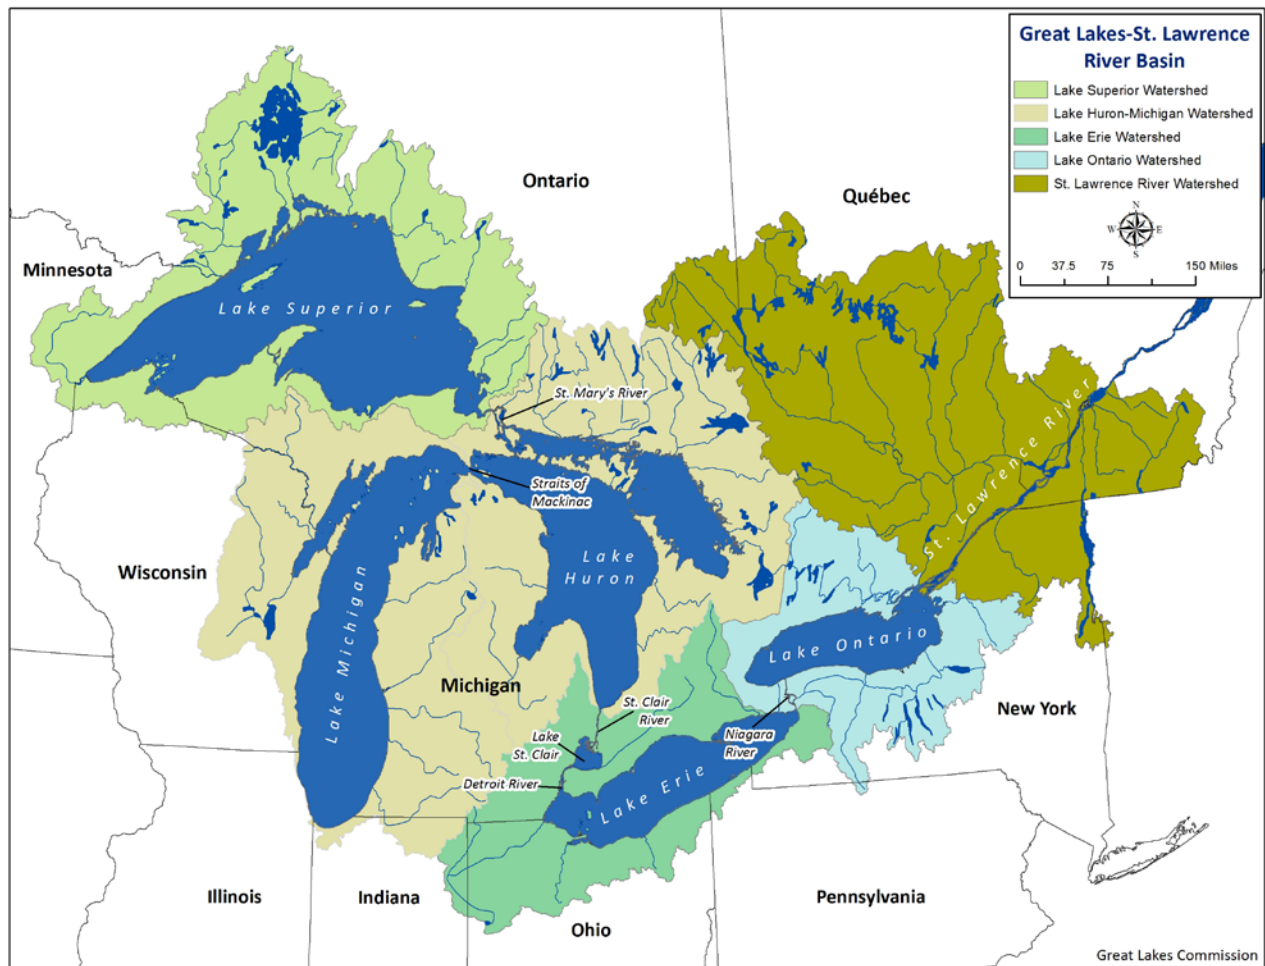 Great Lakes-St. Lawrence
River Basin
Lake Superior Watershed
Lake Huron-Michigan Watershed
Lake Erie Watershed
Lake Ontario Watershed
St. Lawrence River Watershed
N
W E
S
0 37.5 75 150 Miles
Ontario
Québec
Minnesota
Lake Superior
St. Mary's River
Straits of
Mackinac
St. Lawrence River
Wisconsin
Lake
Huron
Lake Michigan
Lake Ontario
Michigan
St. Clair
River
New York
Lake
St. Clair
Niagara
River
Detroit River
Lake Erie
Illinois
Indiana
Pennsylvania
Ohio
Great Lakes Commission